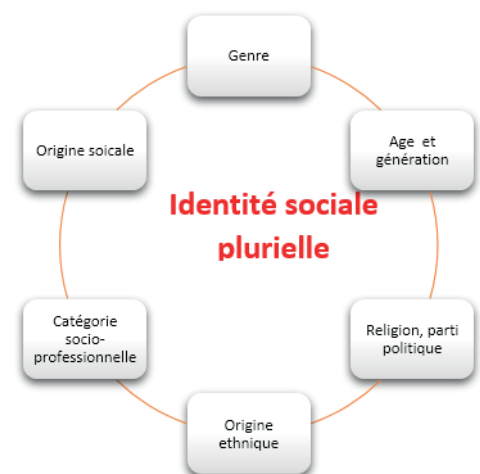 Genre
Age et
génération
Religion, parti
politique
Origine
ethnique
Catégorie
socio-
professionnelle
Origine soicale
Identité sociale
plurielle